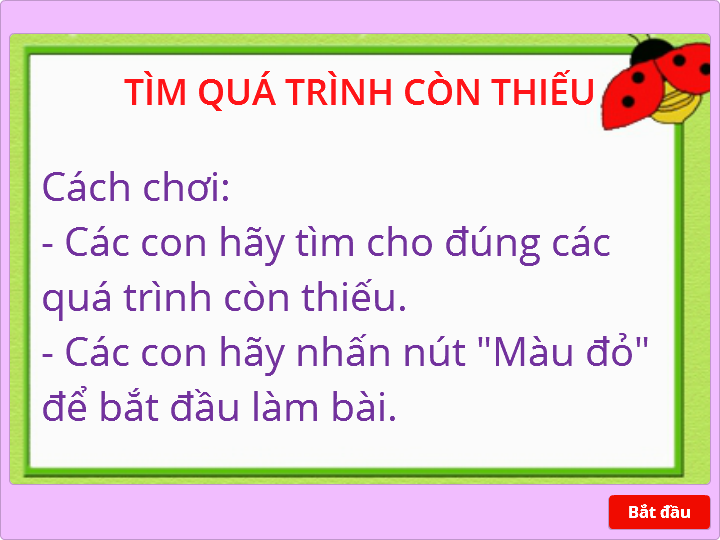 TÌM QUÁ TRÌNH CÒN THIẾU
Cách chơi:
- Các con hãy tìm cho đúng các
quá trình còn thiếu.
- Các con hãy nhấn nút "Màu đỏ"
để bắt đầu làm bài.
Bắt đầu